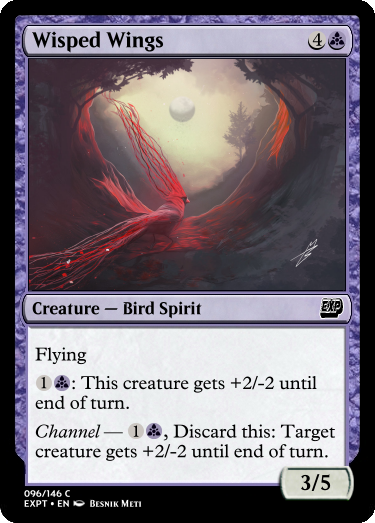 Wisped Wings 4
Creature — Bird Spirit EXP
Flying
1: This creature gets +2/-2 until
end of turn.
Channel — 1, Discard this: Target
creature gets +2/-2 until end of turn.
3/5
096/146 C
EXPT • EN Besnik Meti